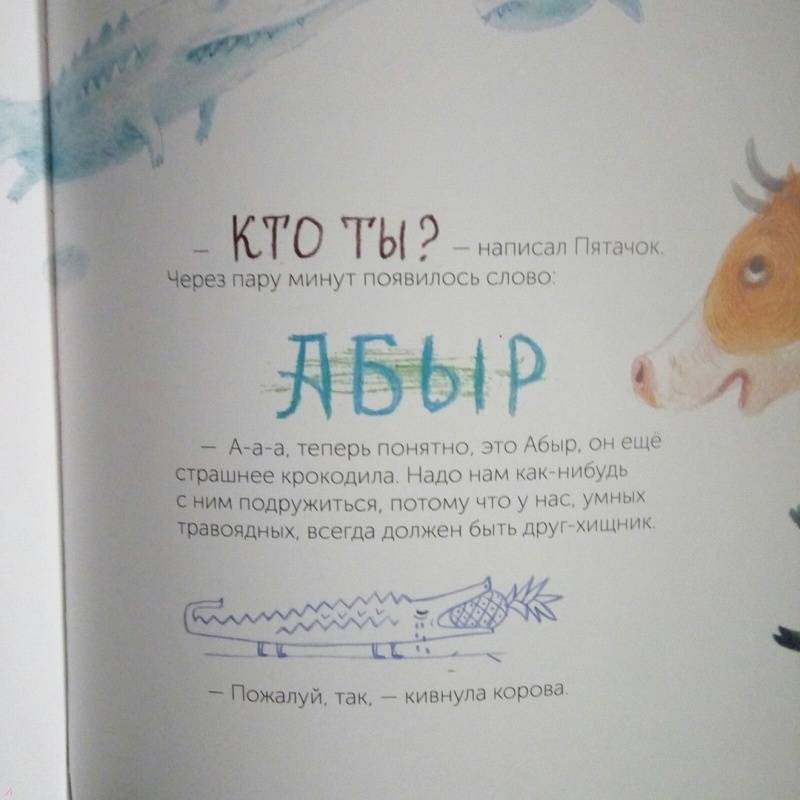 — КТО ТЫ? — написал Пятачок.
Через пару минут появилось слово:
АБЫР
— А-а-а, теперь понятно, это Абыр, он ещё
страшнее крокодила. Надо нам как-нибудь
с ним подружиться, потому что у нас, умных
травоядных, всегда должен быть друг-хищник.
— Пожалуй, так, — кивнула корова.